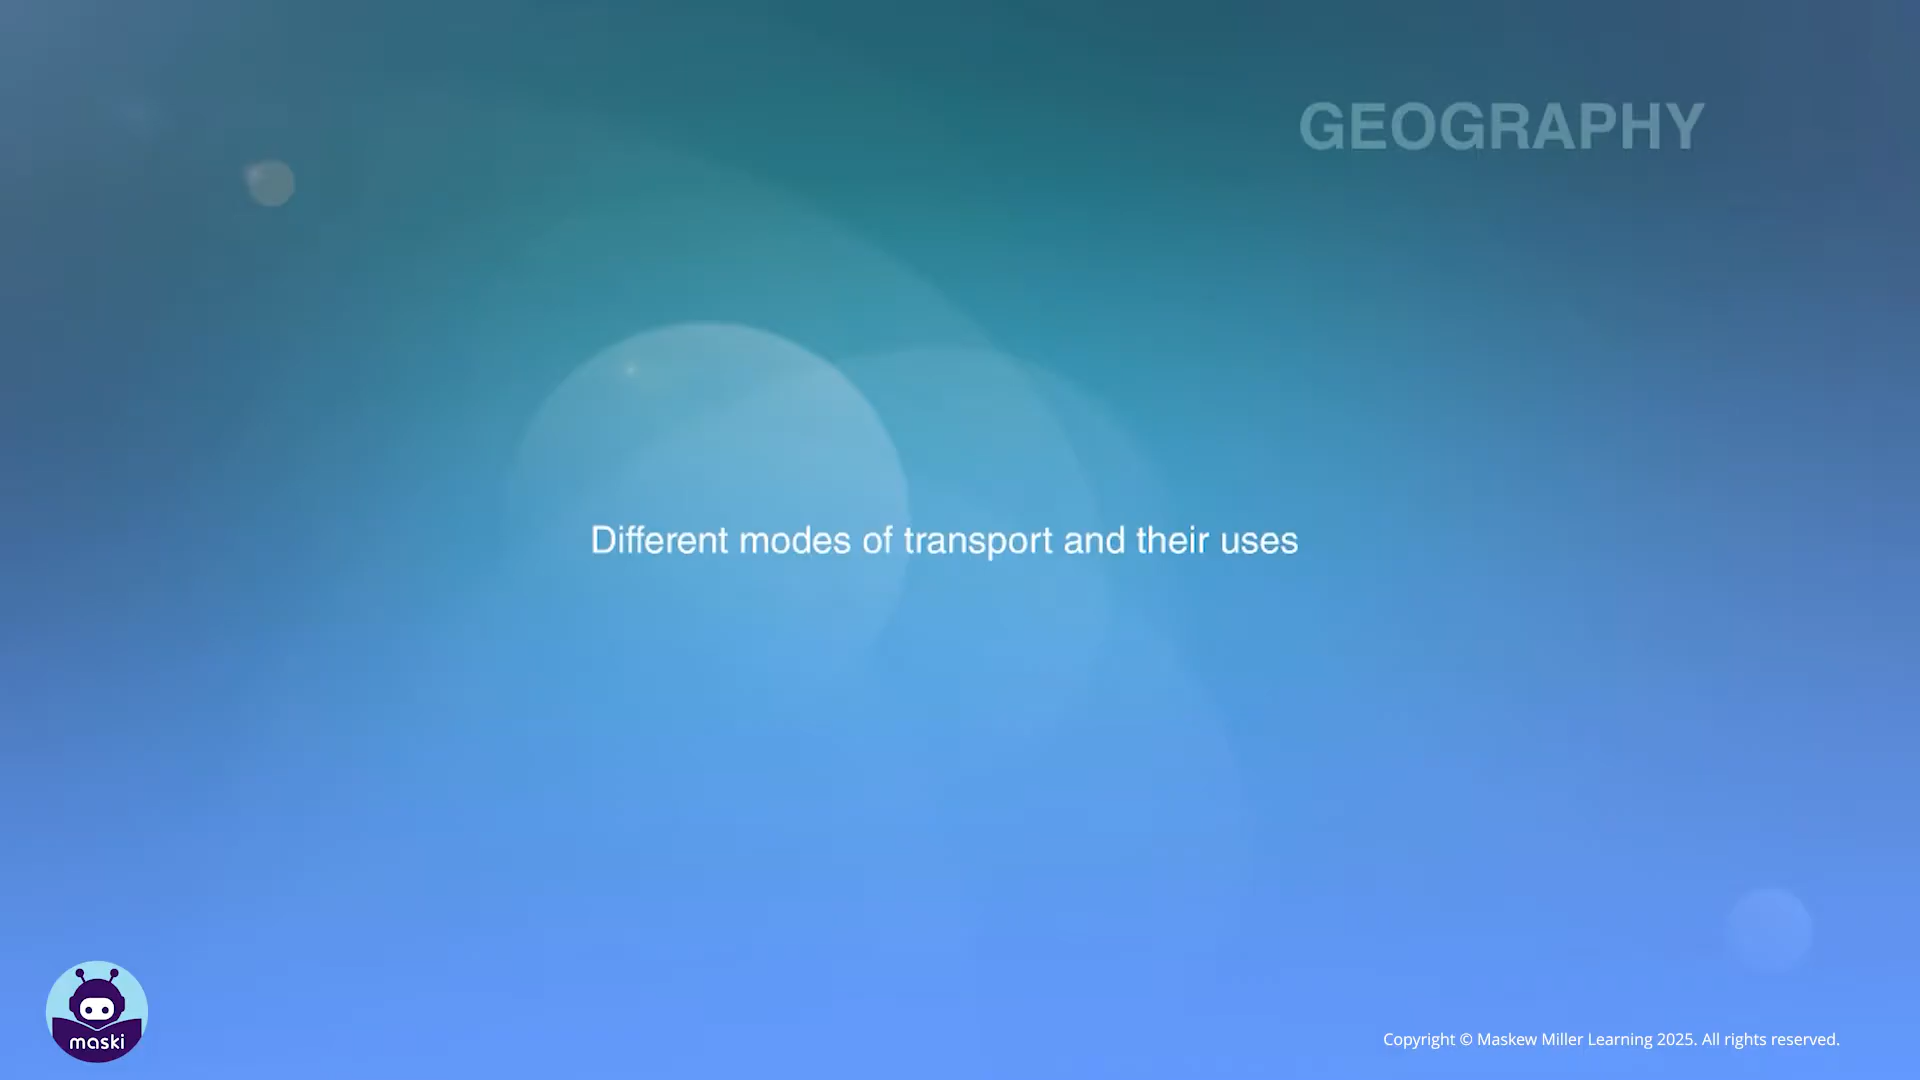 GEOGRAPHY
Different modes of transport and their uses
maski
Copyright © Maskew Miller Learning 2025. All rights reserved.